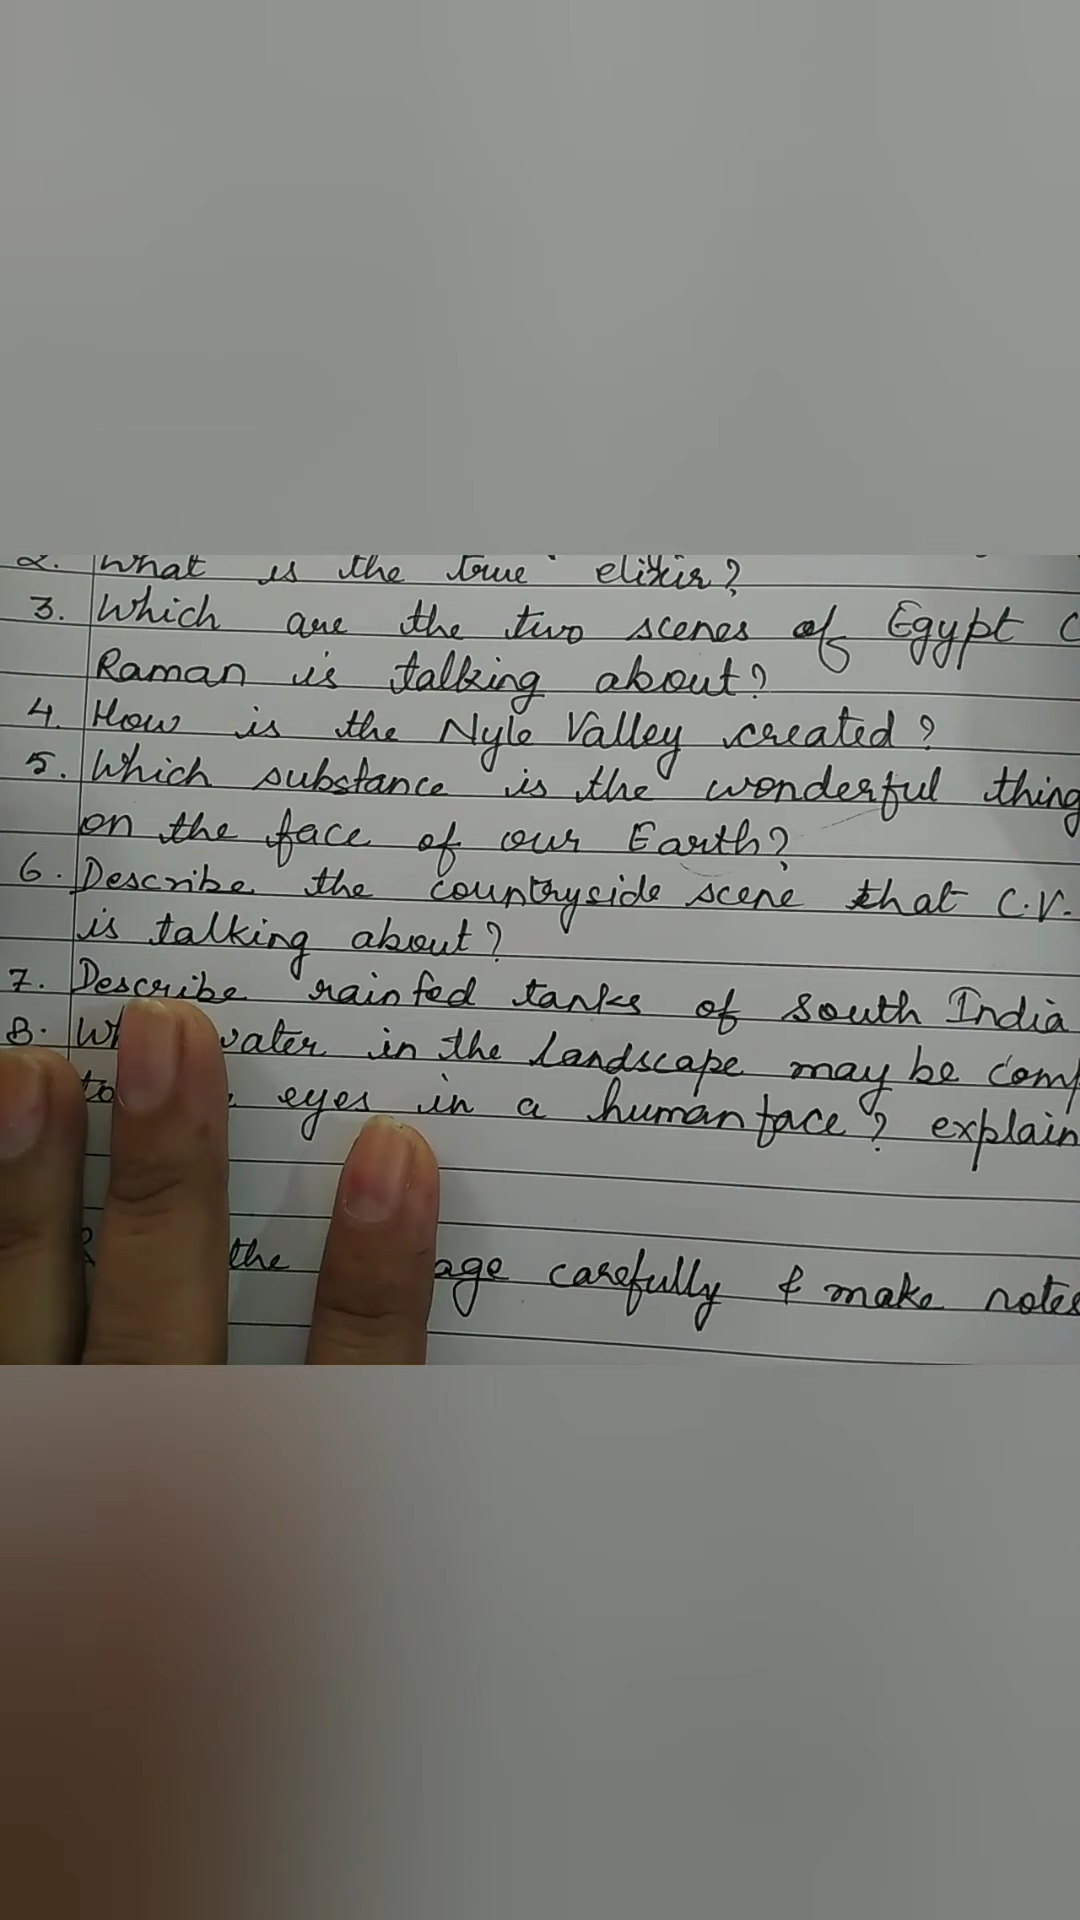 2. What is the true elixir?
3. Which are the two scenes of Egypt C
Raman is talking about?
4. How is the Nyle Valley created?
5. Which substance is the wonderful thing
on the face of our Earth?
6. Describe the countryside scene that C.V.
is talking about?
7. Describe rainfed tanks of South India
8. in the landscape may be
eyes in a human face? explain
the carefully & make notes